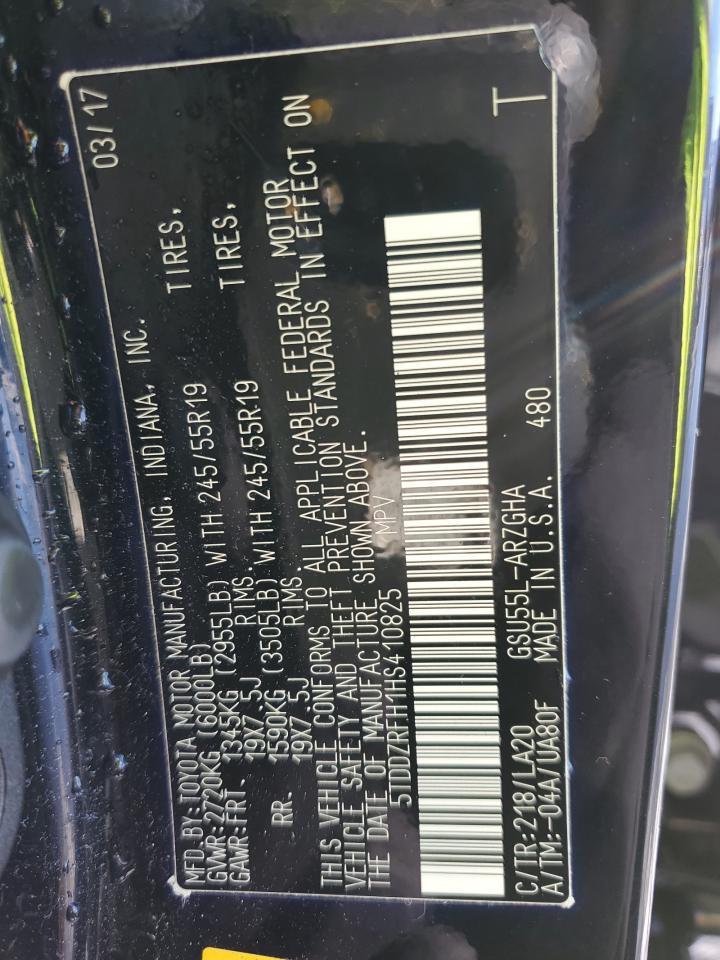 MFD.BY:TOYOTA MOTOR MANUFACTURING, INDIANA, INC. 03/17
GVWR:2720KG (6000LB)
GAWR:FRT. 1345KG (2955LB) WITH 245/55R19 TIRES,
19X7.5J RIMS.
RR. 1590KG (3505LB) WITH 245/55R19 TIRES,
19X7.5J RIMS
THIS VEHICLE CONFORMS TO ALL APPLICABLE FEDERAL MOTOR
VEHICLE SAFETY AND THEFT PREVENTION STANDARDS IN EFFECT ON
THE DATE OF MANUFACTURE SHOWN ABOVE.
5TDDZRFH1HS410825 MPV
C/TR:218/LA20 GSU55L-ARZGHA
A/TM:-04A/UA80F MADE IN U.S.A. 480 T